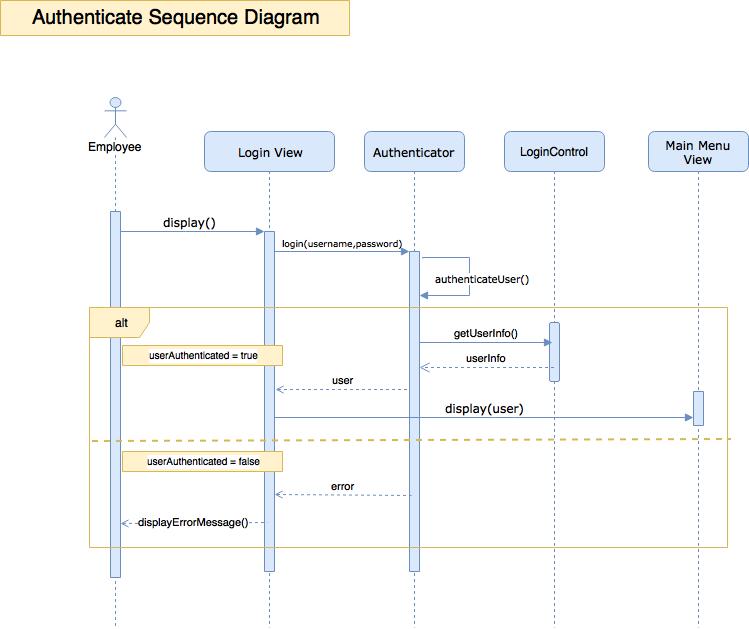 Authenticate Sequence Diagram
Employee
Login View
Authenticator
LoginControl
Main Menu
View
display()
login(username,password)
authenticateUser()
alt
getUserInfo()
userAuthenticated = true
userInfo
user
display(user)
userAuthenticated = false
error
displayErrorMessage()